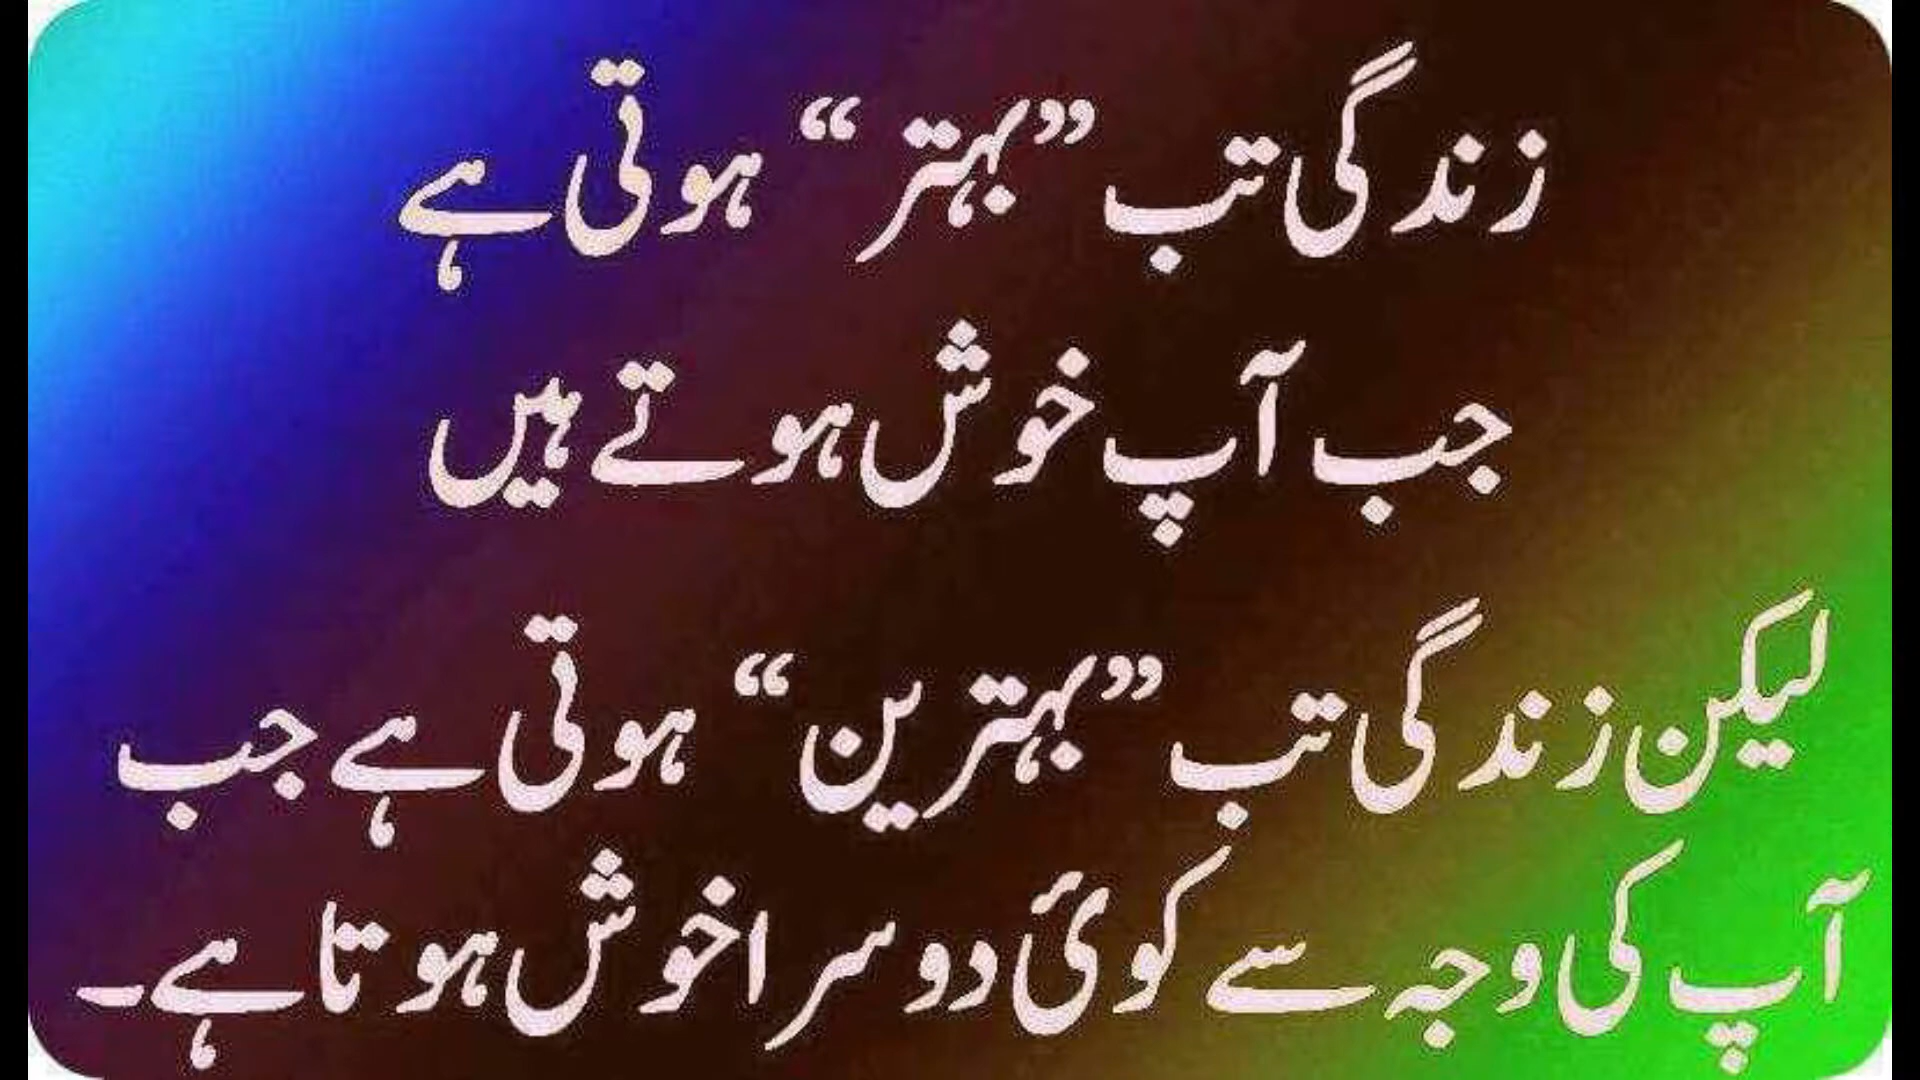 زندگی تب ”بہتر“ ہوتی ہے
جب آپ خوش ہوتے ہیں
لیکن زندگی تب ”بہترین“ ہوتی ہے جب
آپ کی وجہ سے کوئ دوسرا خوش ہوتا ہے۔